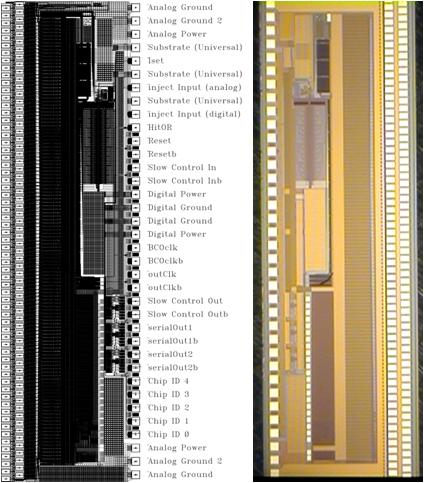 Analog Ground
Analog Ground 2
Analog Power
Substrate (Universal)
Iset
Substrate (Universal)
inject Input (analog)
Substrate (Universal)
inject Input (digital)
HitOR
Reset
Resetb
Slow Control In
Slow Control Inb
Digital Power
Digital Ground
Digital Ground
Digital Power
BCOclk
BCOclkb
outClk
outClkb
Slow Control Out
Slow Control Outb
serialOut1
serialOut1b
serialOut2
serialOut2b
Chip ID 4
Chip ID 3
Chip ID 2
Chip ID 1
Chip ID 0
Analog Power
Analog Ground 2
Analog Ground